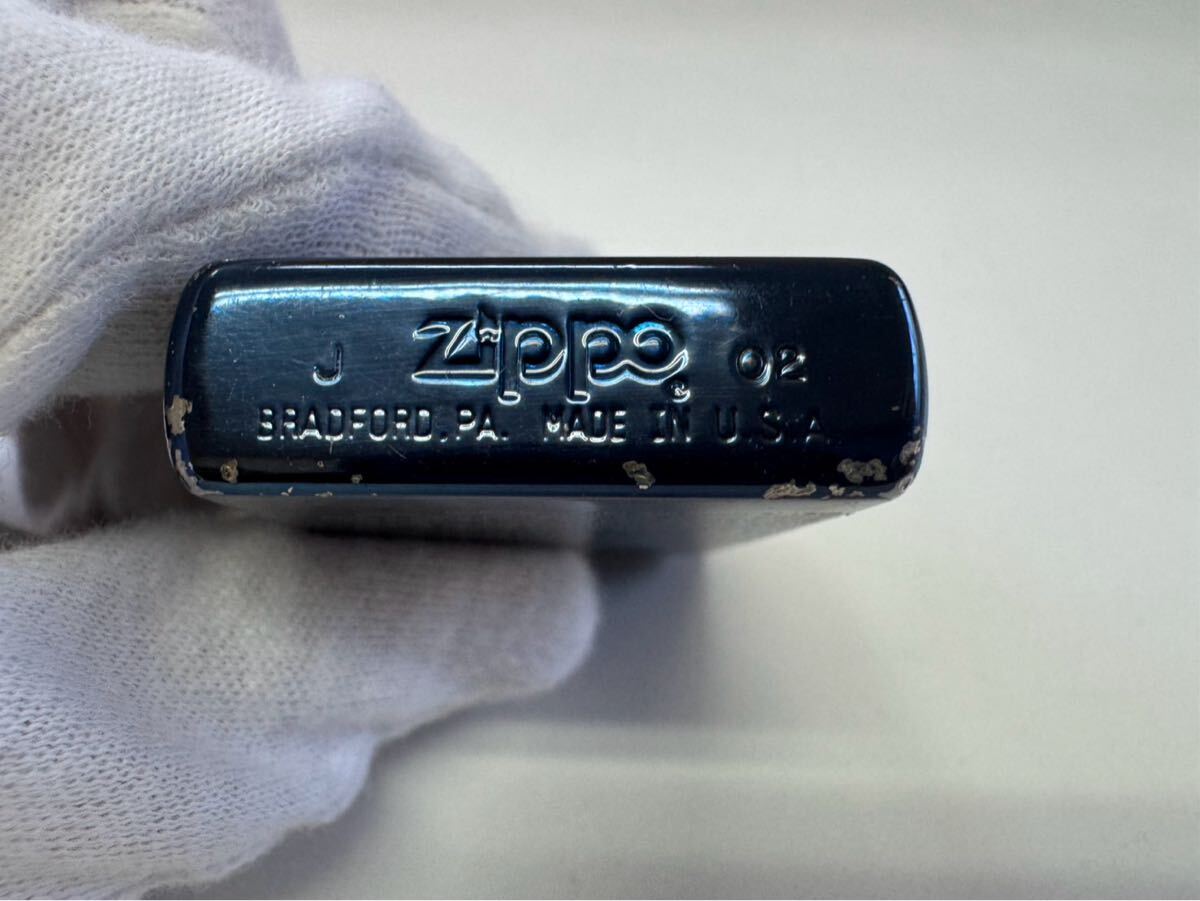 J Zippo® 02
BRADFORD, PA. MADE IN U.S.A.